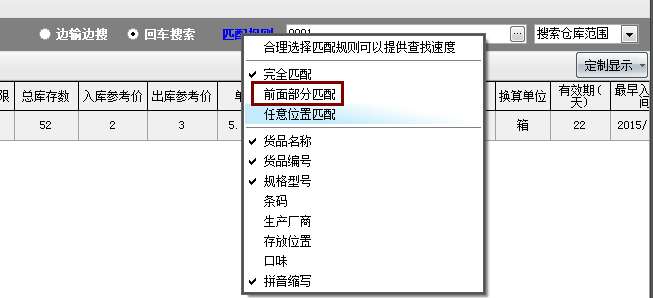 边输边搜 回车搜索 匹配规则 0001 ... 搜索仓库范围
合理选择匹配规则可以提供查找速度
定制显示
完全匹配
前面部分匹配
任意位置匹配
限 总库存数 入库参考价 出库参考价 单 换算单位 有效期(天) 最早入 间
52 2 3 5. 箱 22 2015/
货品名称
货品编号
规格型号
条码
生产厂商
存放位置
口味
拼音缩写